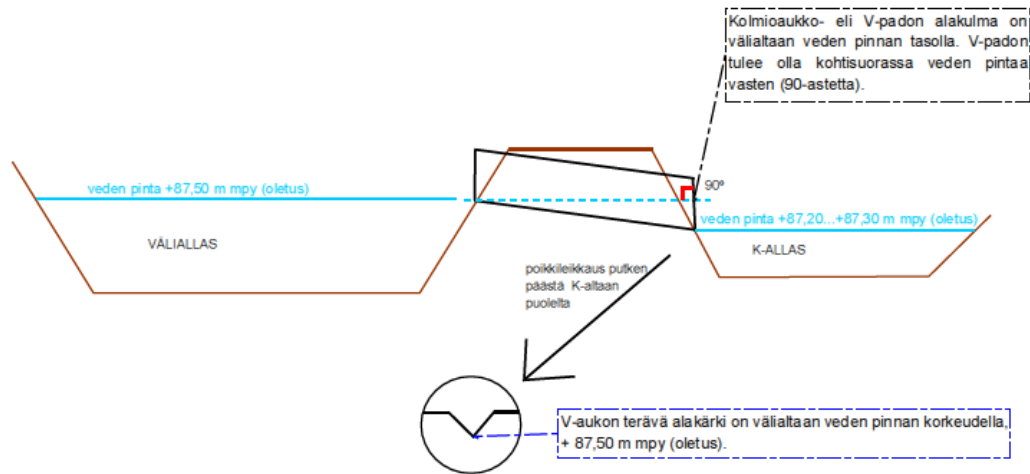 Kolmioaukko- eli V-padon alakulma on
välialtaan veden pinnan tasolla. V-padon
tulee olla kohtisuorassa veden pintaa
vasten (90-astetta).
90º
veden pinta +87,50 m mpy (oletus)
veden pinta +87,20...+87,30 m mpy (oletus)
VÄLIALLAS
K-ALLAS
poikkileikkaus putken
päästä K-altaan
puolelta
V-aukon terävä alakärki on välialtaan veden pinnan korkeudella,
+ 87,50 m mpy (oletus).